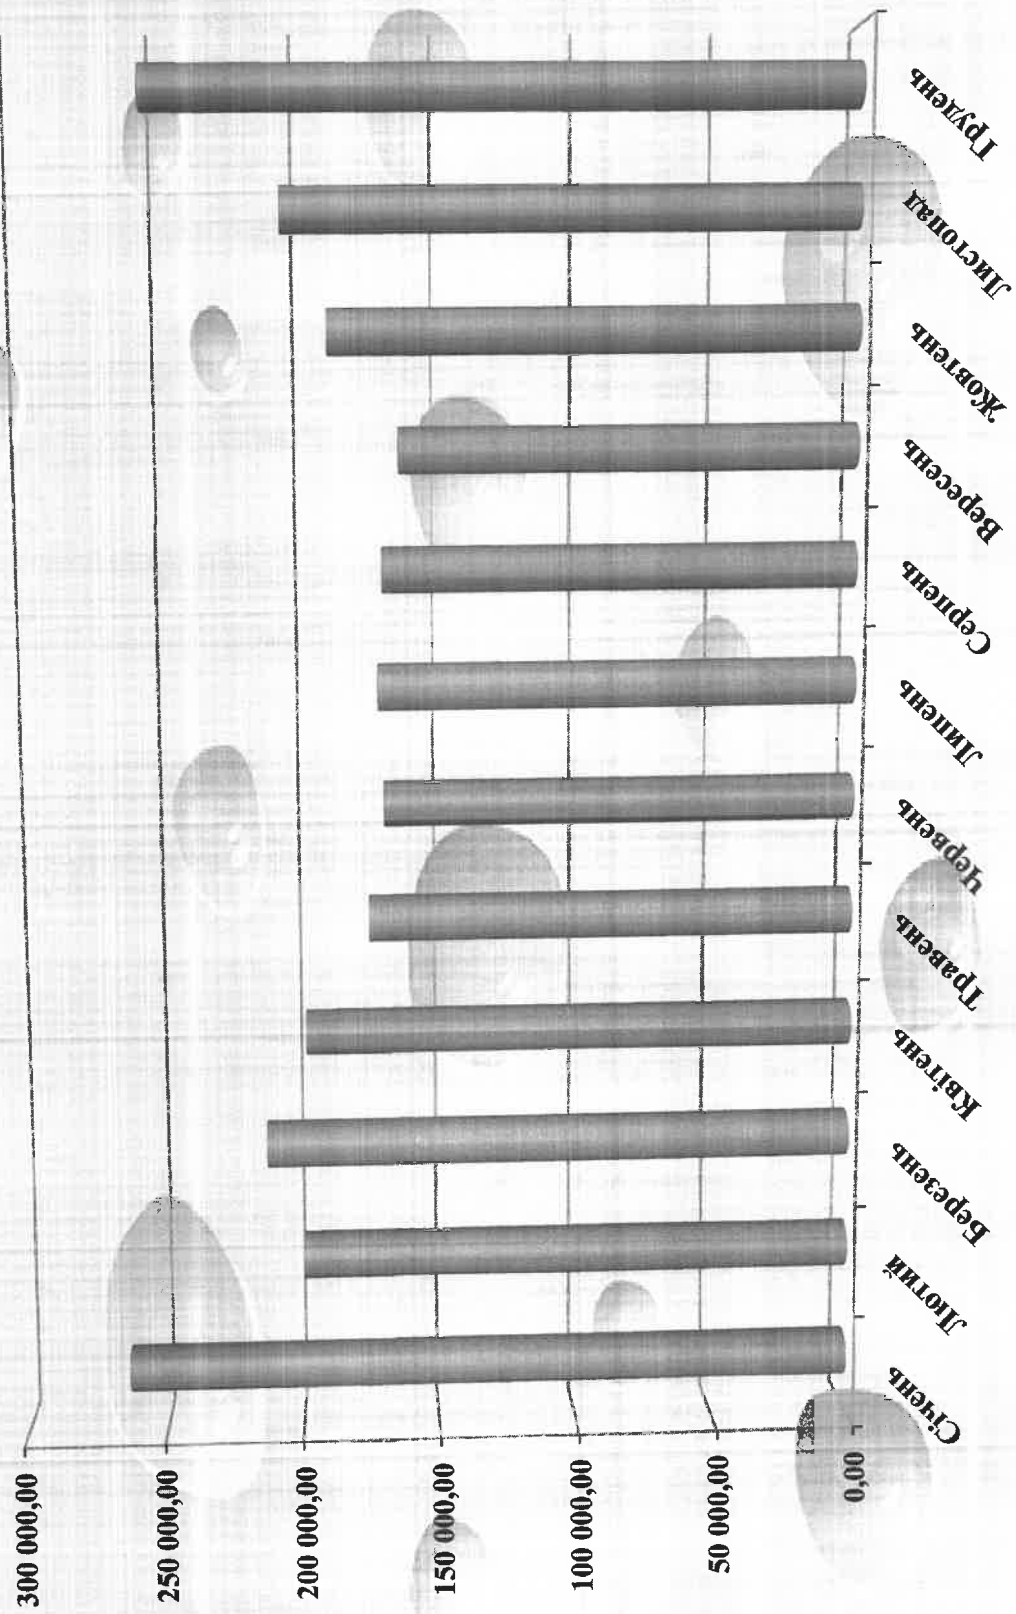 300 000,00
250 000,00
200 000,00
150 000,00
100 000,00
50 000,00
0,00
Січень
Лютий
Березень
Квітень
Травень
Червень
Липень
Серпень
Вересень
Жовтень
Листопад
Грудень